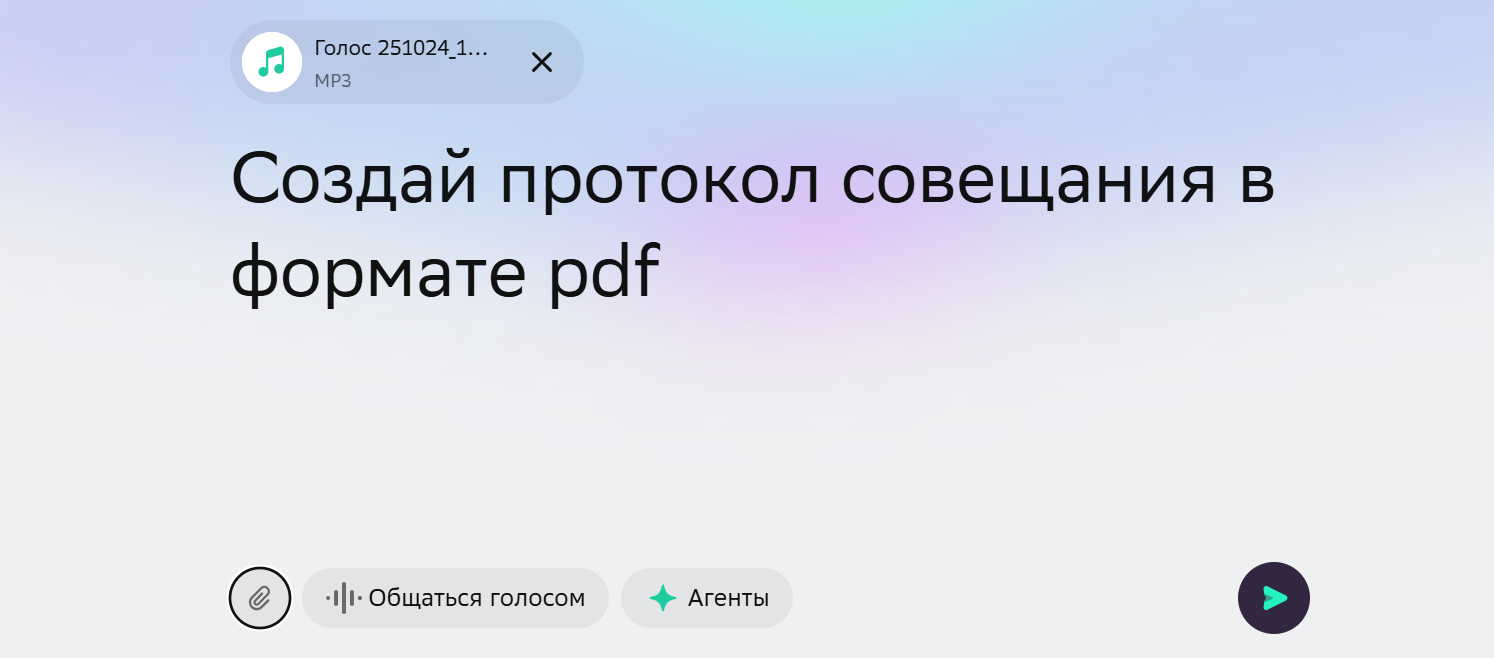 Голос 251024_1...
MP3
Создай протокол совещания в
формате pdf
Общаться голосом
Агенты